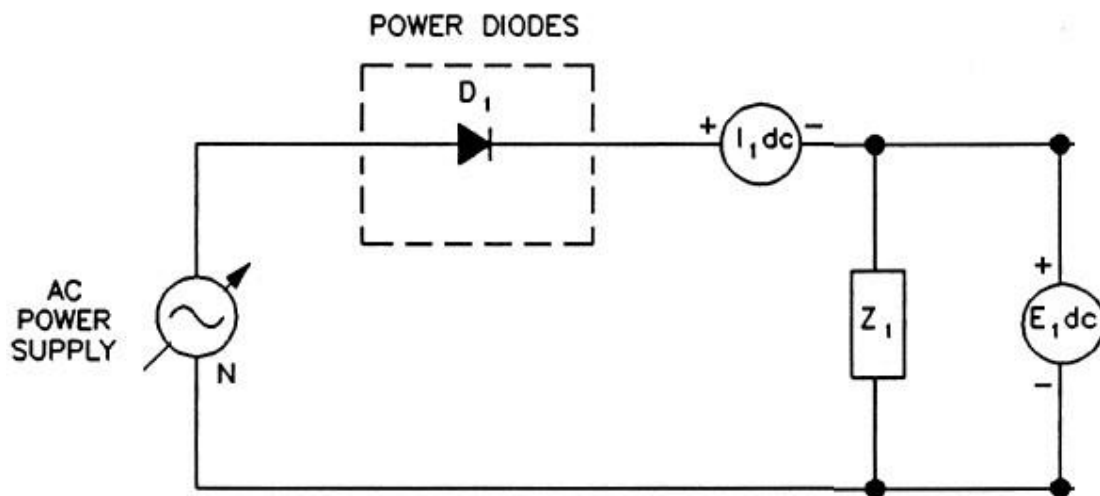 POWER DIODES
D₁
+ I₁ dc −
AC
POWER
SUPPLY
N
Z₁
+
E₁ dc
−